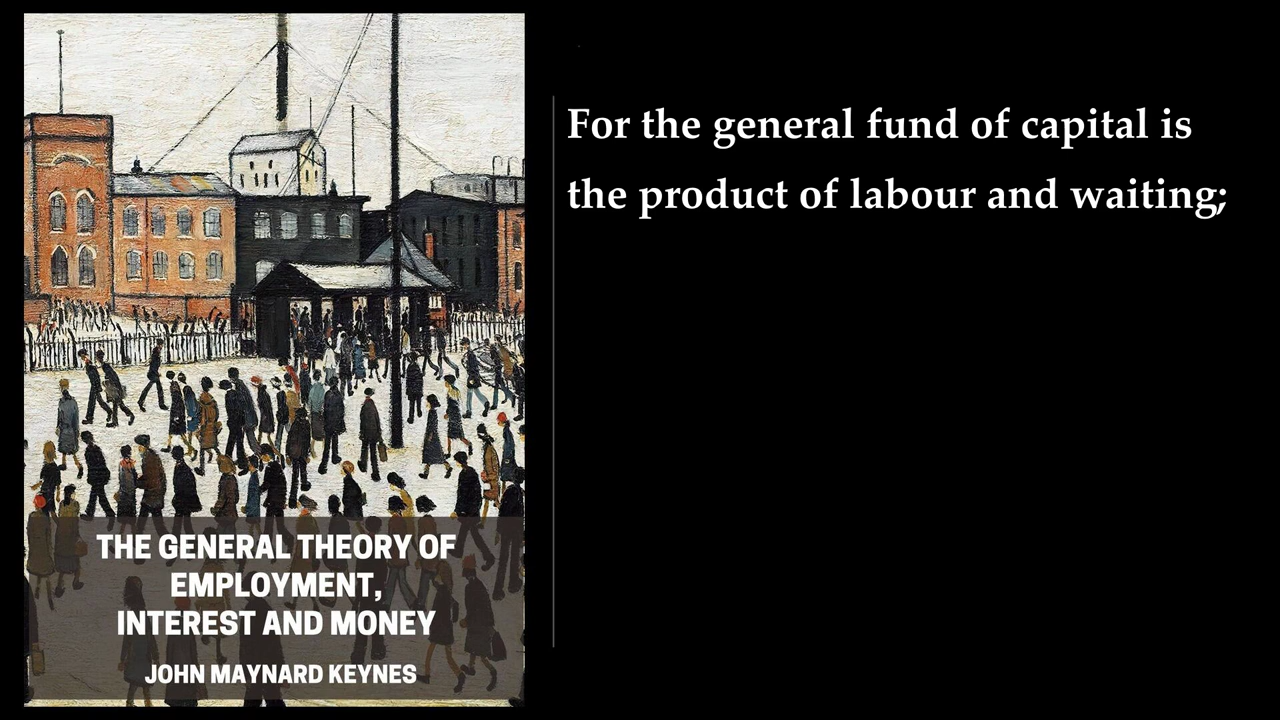 THE GENERAL THEORY OF
EMPLOYMENT,
INTEREST AND MONEY
JOHN MAYNARD KEYNES
For the general fund of capital is
the product of labour and waiting;